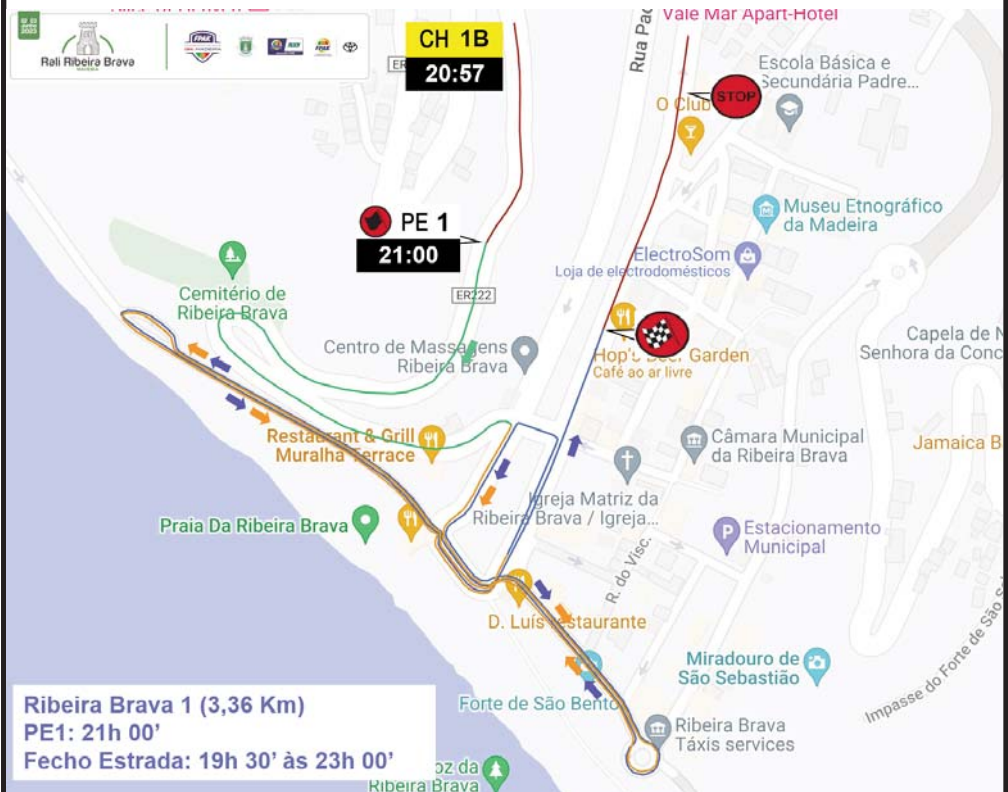 Rali Ribeira Brava
MADEIRA
CH 1B
20:57
Vale Mar Apart-Hotel
Escola Básica e
Secundária Padre...
STOP
O Club
PE 1
21:00
Museu Etnográfico
da Madeira
ElectroSom
Loja de electrodomésticos
Cemitério de
Ribeira Brava
ER222
Centro de Massagens
Ribeira Brava
Hop's Beer Garden
Café ao ar livre
Capela de N
Senhora da Conc
Restaurant & Grill
Muralha Terrace
Câmara Municipal
da Ribeira Brava
Jamaica B
Igreja Matriz da
Ribeira Brava / Igreja...
Praia Da Ribeira Brava
P
Estacionamento
Municipal
R. do Visc.
D. Luís restaurante
Miradouro de
São Sebastião
Forte de São Bento
Impasse do Forte de São S
Ribeira Brava
Táxis services
Ribeira Brava 1 (3,36 Km)
PE1: 21h 00’
Fecho Estrada: 19h 30’ às 23h 00’
oz da
Ribeira Brava